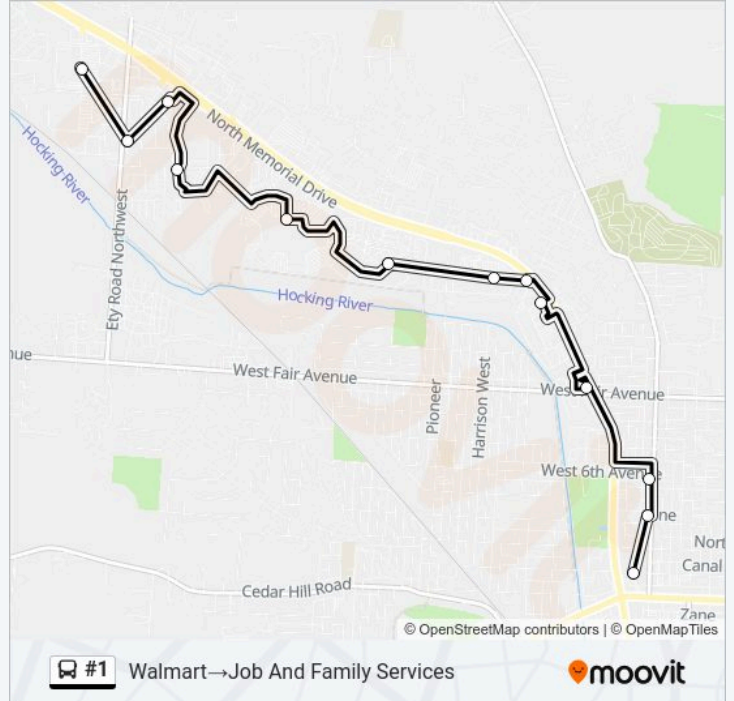 North Memorial Drive
Hocking River
Ety Road Northwest
Hocking River
nue
West Fair Avenue
Pioneer
Harrison West
West Fair Avenue
West 6th Avenue
ne
Nort
Canal
Cedar Hill Road
Zane
© OpenStreetMap contributors | © OpenMapTiles
#1 Walmart→Job And Family Services
moovit